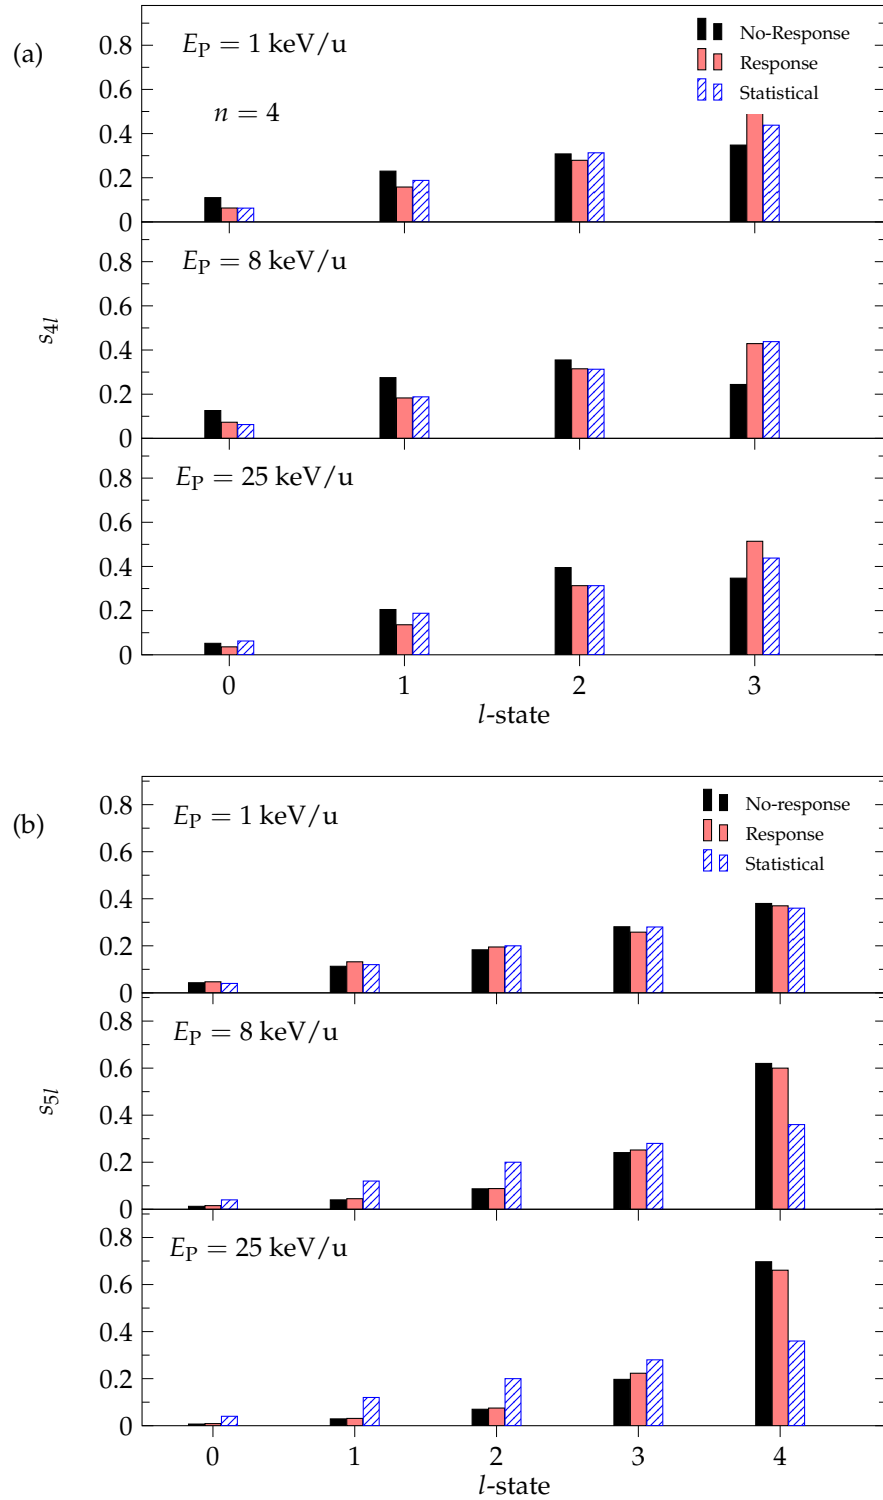 (a)
E_P = 1 keV/u
n = 4
No-Response
Response
Statistical
0.8
0.6
0.4
0.2
0
E_P = 8 keV/u
0.8
0.6
0.4
0.2
0
s_{4l}
E_P = 25 keV/u
0.8
0.6
0.4
0.2
0
0 1 2 3
l-state
(b)
E_P = 1 keV/u
No-response
Response
Statistical
0.8
0.6
0.4
0.2
0
E_P = 8 keV/u
0.8
0.6
0.4
0.2
0
s_{5l}
E_P = 25 keV/u
0.8
0.6
0.4
0.2
0
0 1 2 3 4
l-state